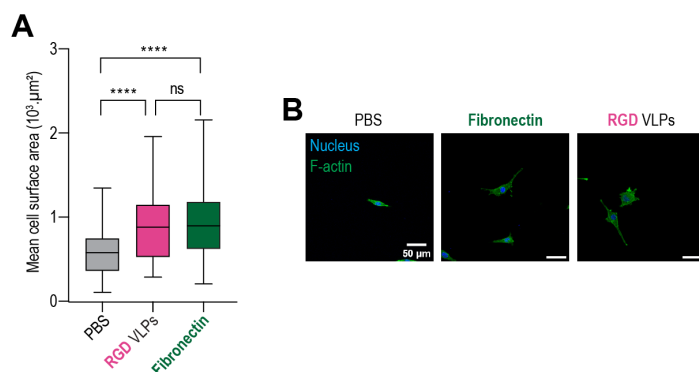 A
Mean cell surface area (10³.µm²)
3
2
1
0
****
****
ns
PBS
RGD VLPs
Fibronectin
B
PBS
Fibronectin
RGD VLPs
Nucleus
F-actin
50 µm